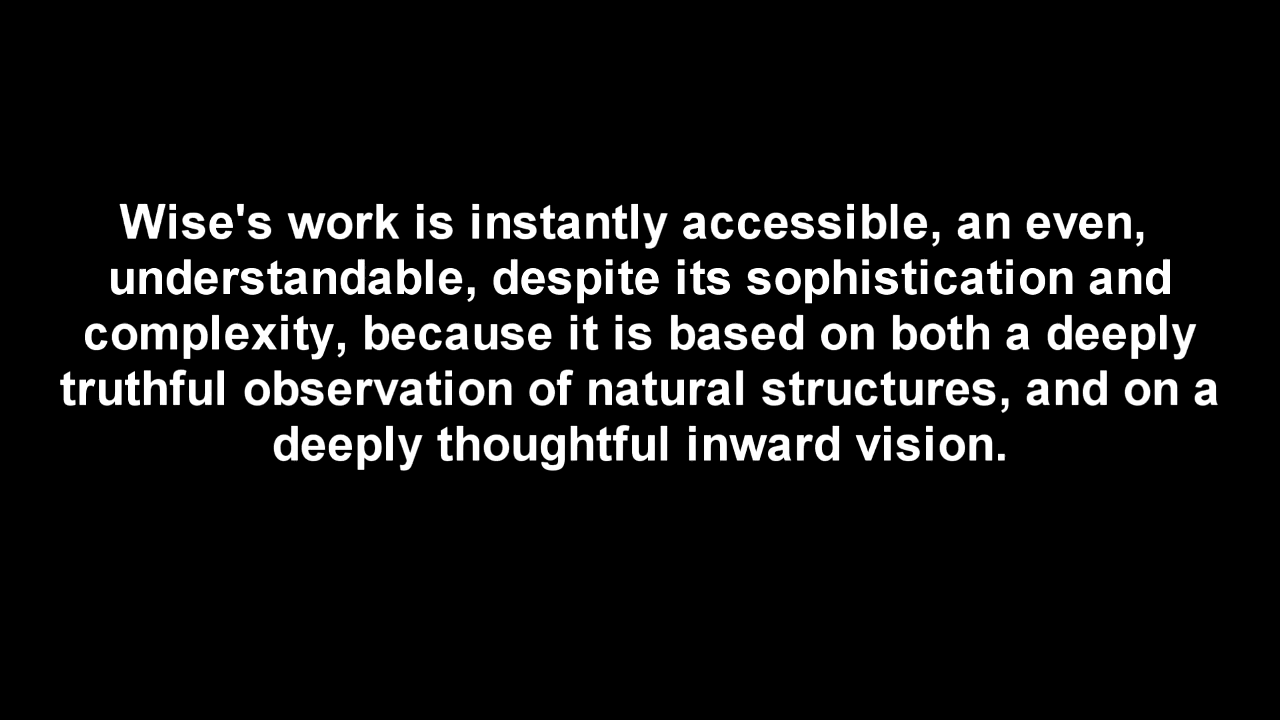 Wise's work is instantly accessible, an even,
understandable, despite its sophistication and
complexity, because it is based on both a deeply
truthful observation of natural structures, and on a
deeply thoughtful inward vision.